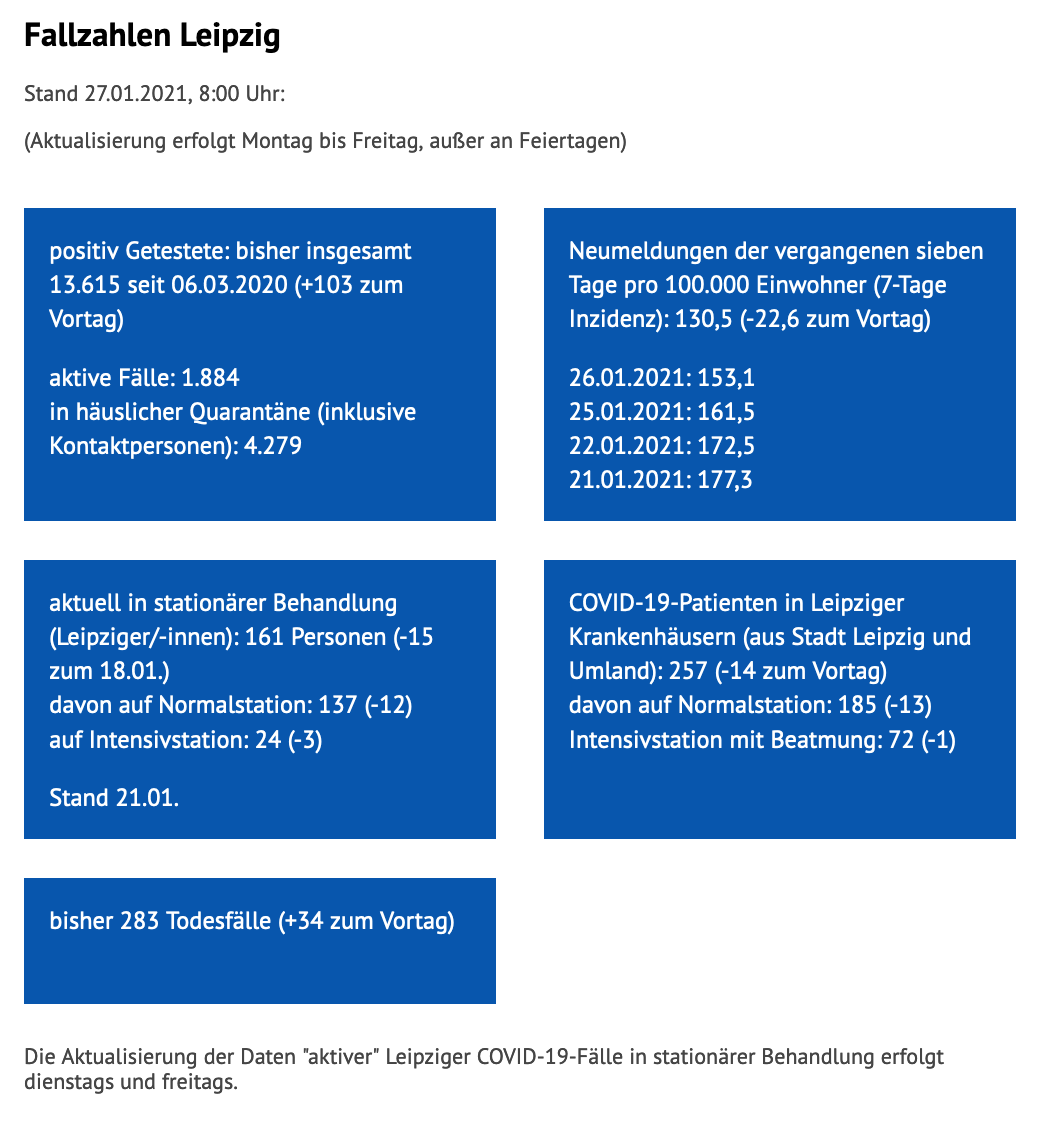 Fallzahlen Leipzig
Stand 27.01.2021, 8:00 Uhr:
(Aktualisierung erfolgt Montag bis Freitag, außer an Feiertagen)
positiv Getestete: bisher insgesamt
13.615 seit 06.03.2020 (+103 zum
Vortag)
aktive Fälle: 1.884
in häuslicher Quarantäne (inklusive
Kontaktpersonen): 4.279
Neumeldungen der vergangenen sieben
Tage pro 100.000 Einwohner (7-Tage
Inzidenz): 130,5 (-22,6 zum Vortag)
26.01.2021: 153,1
25.01.2021: 161,5
22.01.2021: 172,5
21.01.2021: 177,3
aktuell in stationärer Behandlung
(Leipziger/-innen): 161 Personen (-15
zum 18.01.)
davon auf Normalstation: 137 (-12)
auf Intensivstation: 24 (-3)
Stand 21.01.
COVID-19-Patienten in Leipziger
Krankenhäusern (aus Stadt Leipzig und
Umland): 257 (-14 zum Vortag)
davon auf Normalstation: 185 (-13)
Intensivstation mit Beatmung: 72 (-1)
bisher 283 Todesfälle (+34 zum Vortag)
Die Aktualisierung der Daten "aktiver" Leipziger COVID-19-Fälle in stationärer Behandlung erfolgt
dienstags und freitags.